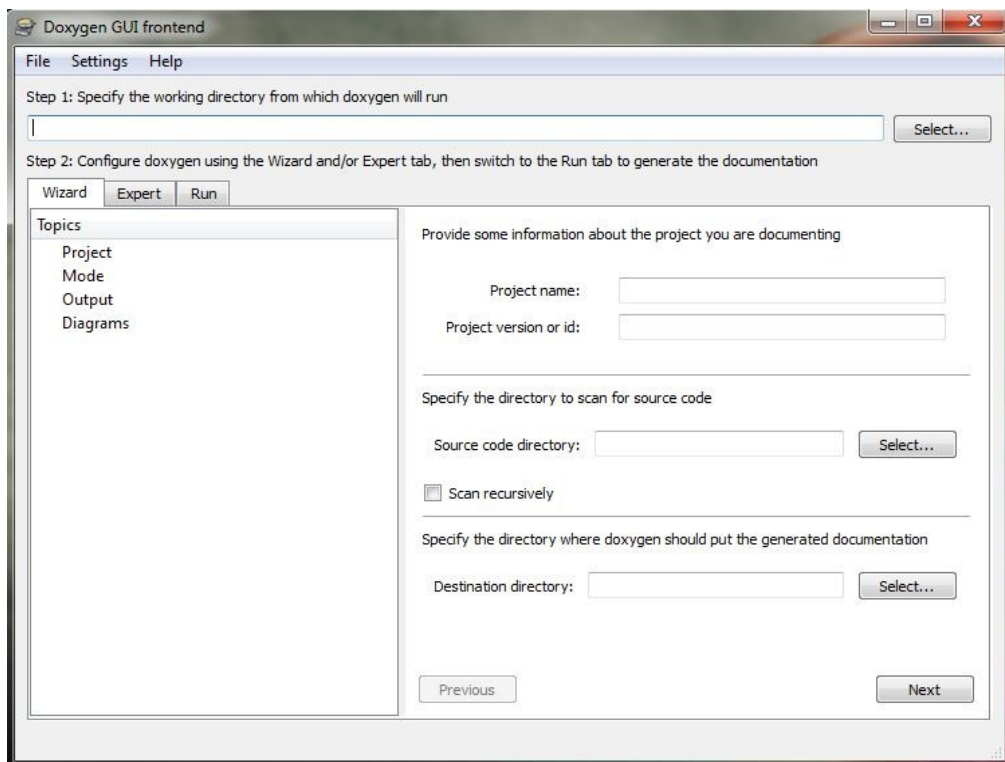 Doxygen GUI frontend
File Settings Help
Step 1: Specify the working directory from which doxygen will run
Select...
Step 2: Configure doxygen using the Wizard and/or Expert tab, then switch to the Run tab to generate the documentation
Wizard Expert Run
Topics
Project
Mode
Output
Diagrams
Provide some information about the project you are documenting
Project name:
Project version or id:
Specify the directory to scan for source code
Source code directory: Select...
Scan recursively
Specify the directory where doxygen should put the generated documentation
Destination directory: Select...
Previous Next